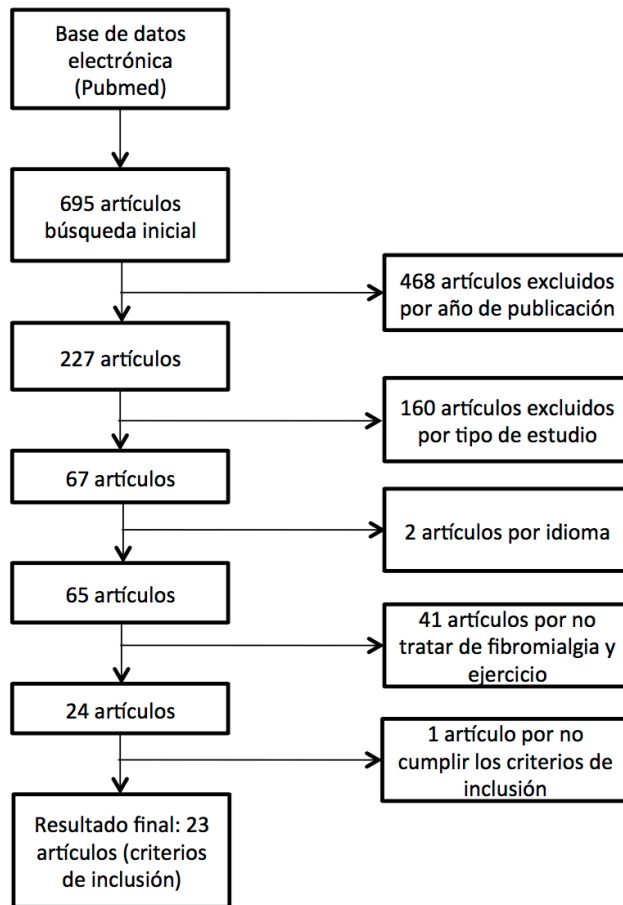 Base de datos
electrónica
(Pubmed)
695 artículos
búsqueda inicial
468 artículos excluidos
por año de publicación
227 artículos
160 artículos excluidos
por tipo de estudio
67 artículos
2 artículos por idioma
65 artículos
41 artículos por no
tratar de fibromialgia y
ejercicio
24 artículos
1 artículo por no
cumplir los criterios de
inclusión
Resultado final: 23
artículos (criterios
de inclusión)